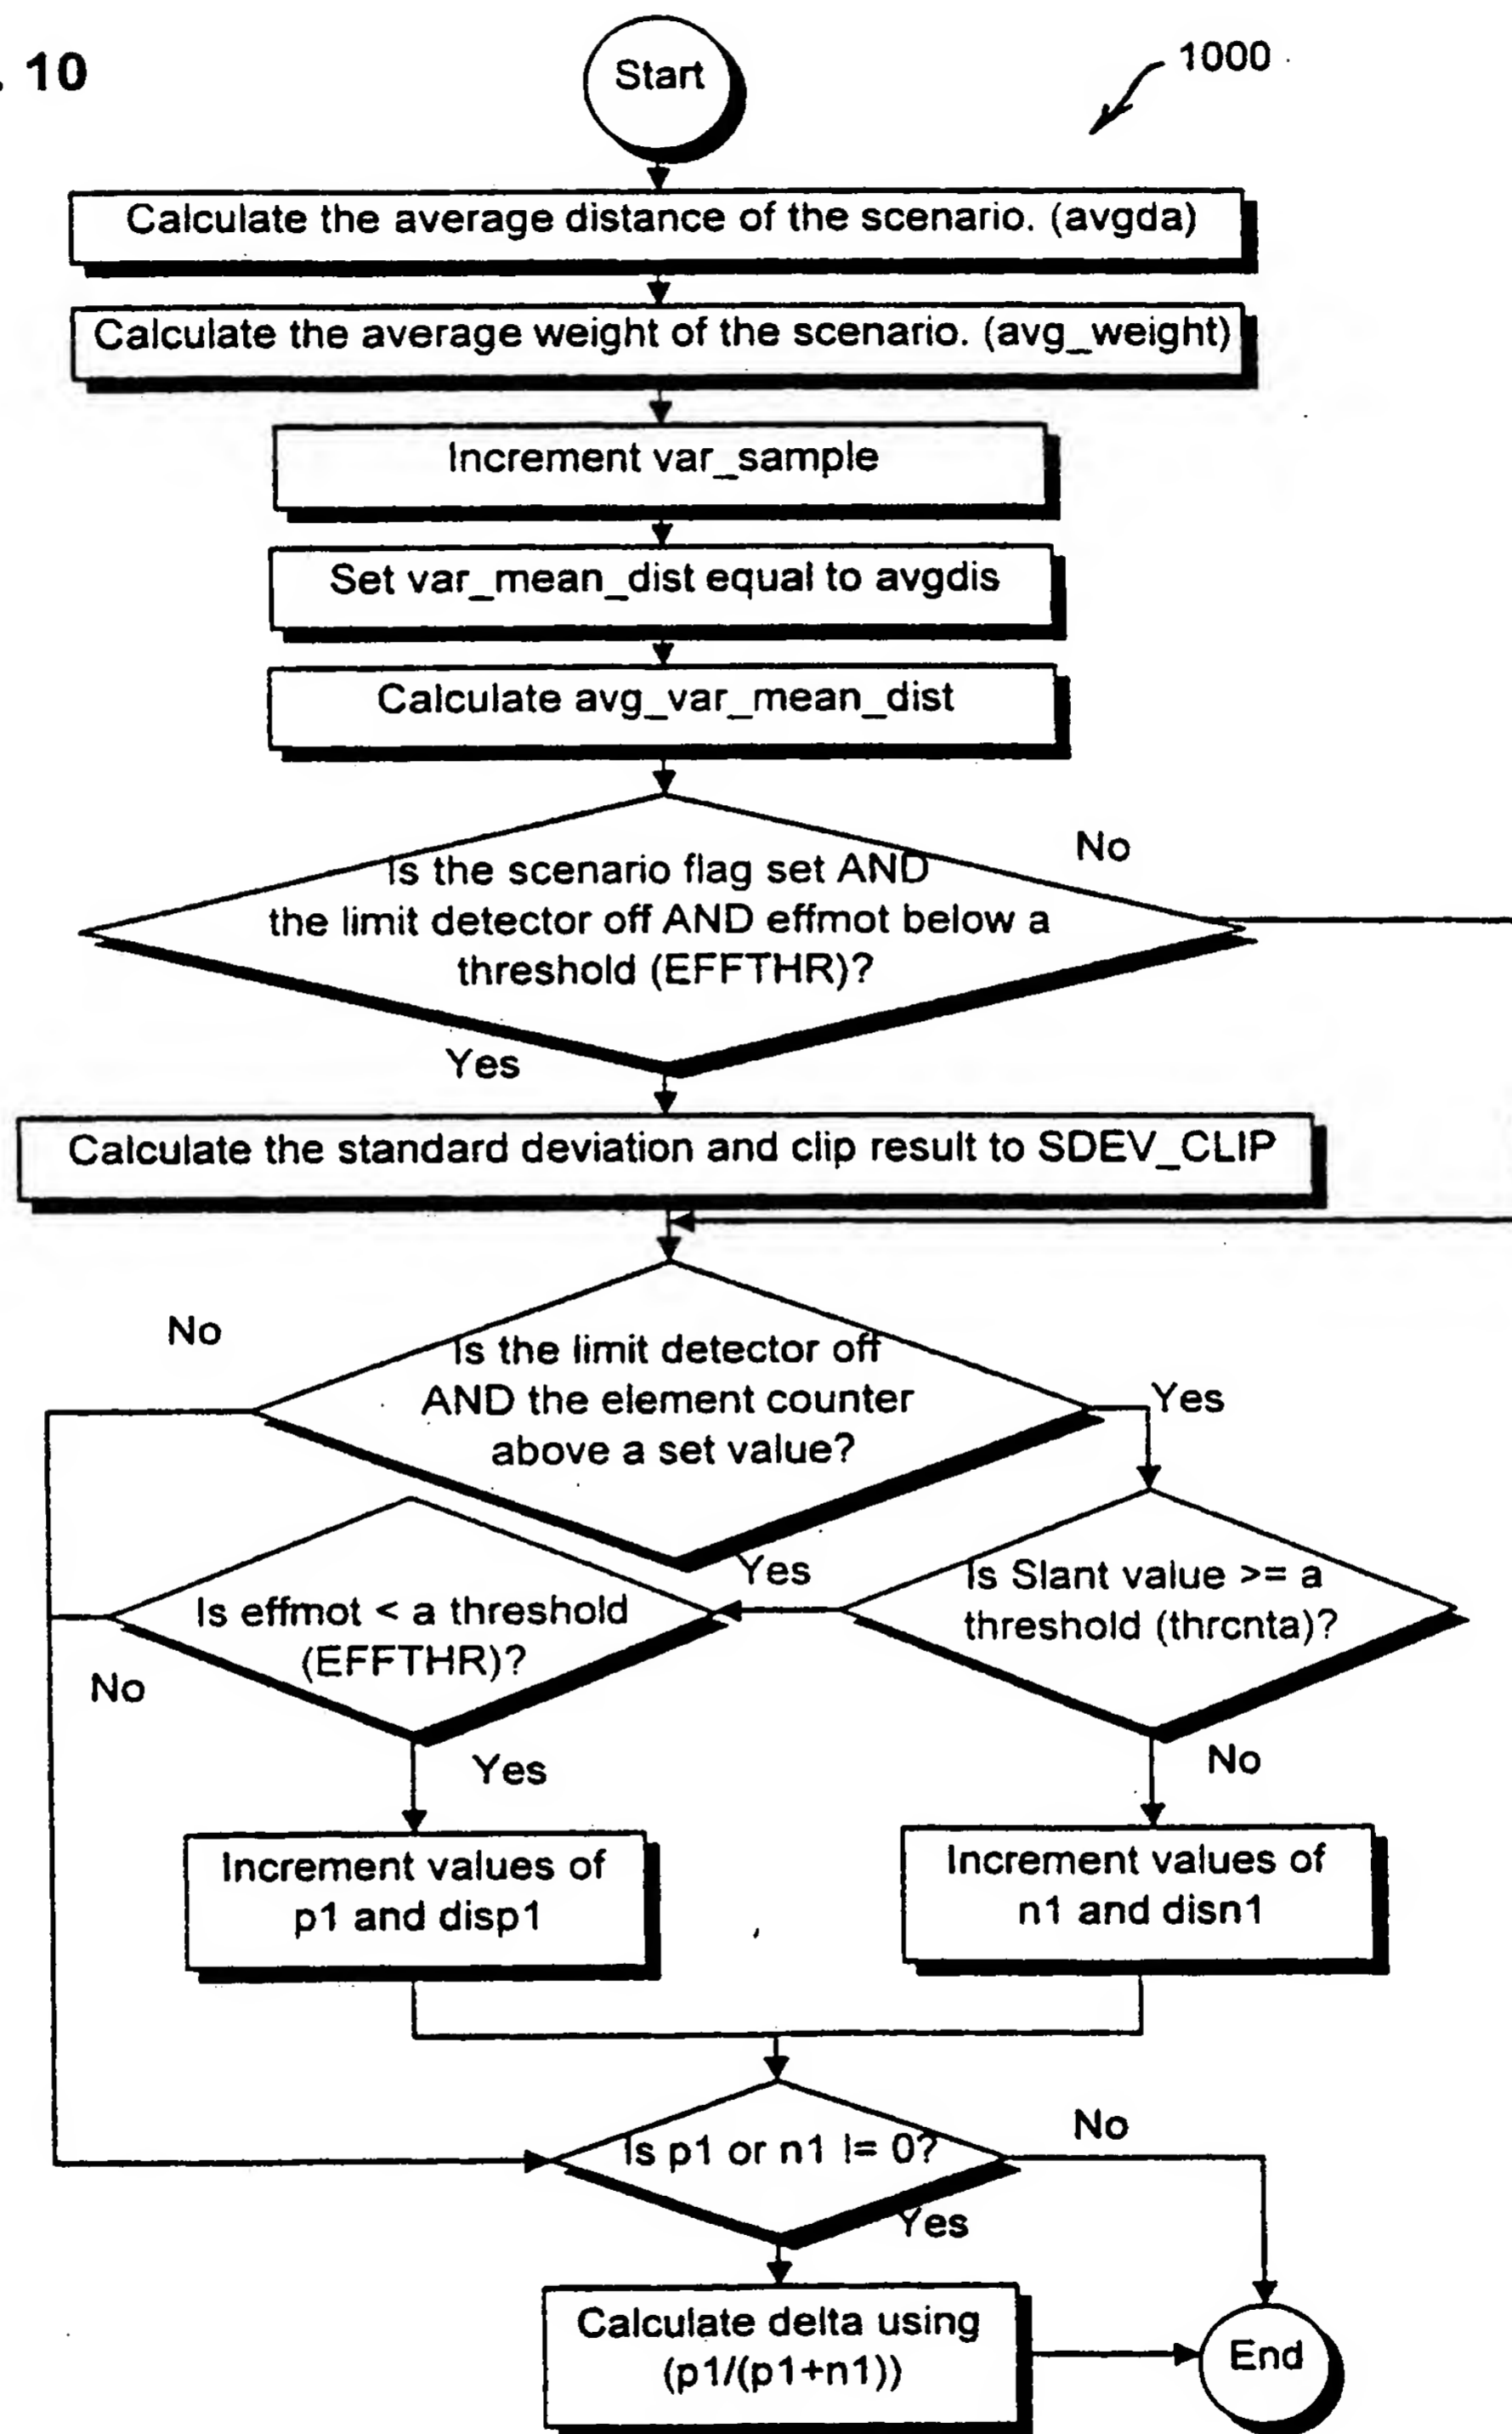 . 10
1000
Start
Calculate the average distance of the scenario. (avgda)
Calculate the average weight of the scenario. (avg_weight)
Increment var_sample
Set var_mean_dist equal to avgdis
Calculate avg_var_mean_dist
Is the scenario flag set AND
the limit detector off AND effmot below a
threshold (EFFTHR)?
No
Yes
Calculate the standard deviation and clip result to SDEV_CLIP
Is the limit detector off
AND the element counter
above a set value?
No
Yes
Is Slant value >= a
threshold (thrcnta)?
Yes
Is effmot < a threshold
(EFFTHR)?
No
Yes
No
Increment values of
p1 and disp1
Increment values of
n1 and disn1
Is p1 or n1 != 0?
No
Yes
Calculate delta using
(p1/(p1+n1))
End